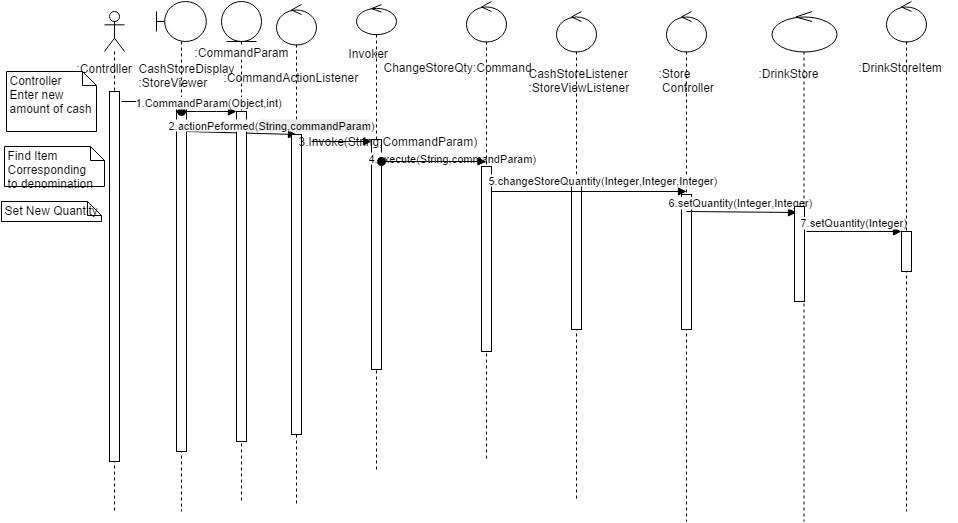 :CommandParam
Invoker
:Controller
CashStoreDisplay
:StoreViewer
:CommandActionListener
ChangeStoreQty:Command
CashStoreListener
:StoreViewListener
:Store
Controller
:DrinkStore
:DrinkStoreItem
Controller
Enter new
amount of cash
1.CommandParam(Object,int)
2.actionPeformed(String,commandParam)
3.Invoke(String,CommandParam)
Find Item
Corresponding
to denomination
4.execute(String,commandParam)
5.changeStoreQuantity(Integer,Integer,Integer)
Set New Quantity
6.setQuantity(Integer,Integer)
7.setQuantity(Integer)